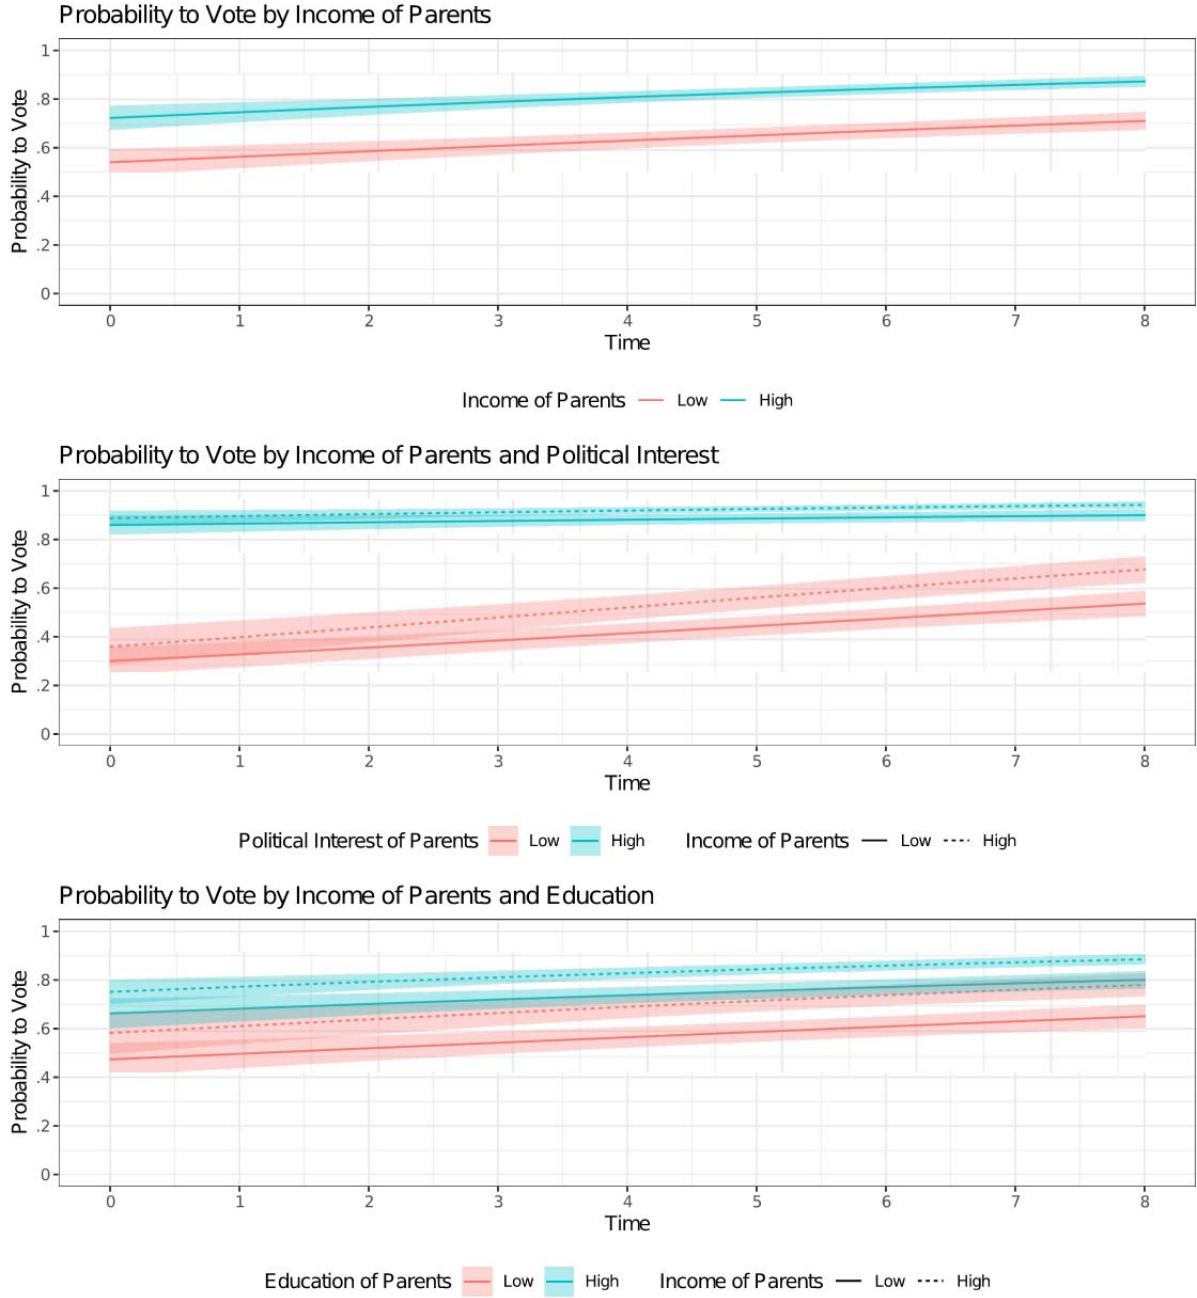 Probability to Vote by Income of Parents
Probability to Vote
1
.8
.6
.4
.2
0
0 1 2 3 4 5 6 7 8
Time
Income of Parents Low High
Probability to Vote by Income of Parents and Political Interest
Probability to Vote
1
.8
.6
.4
.2
0
0 1 2 3 4 5 6 7 8
Time
Political Interest of Parents Low High Income of Parents Low High
Probability to Vote by Income of Parents and Education
Probability to Vote
1
.8
.6
.4
.2
0
0 1 2 3 4 5 6 7 8
Time
Education of Parents Low High Income of Parents Low High